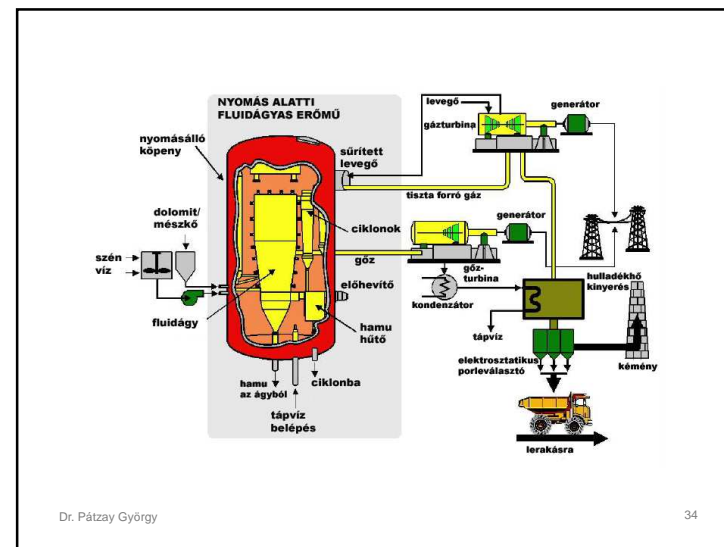 NYOMÁS ALATTI
FLUIDÁGYAS ERŐMŰ
nyomásálló
köpeny
sűrített
levegő
levegő
gázturbina
generátor
tiszta forró gáz
dolomit/
mészkő
szén
víz
ciklonok
gőz
generátor
gőz-
turbina
hulladékhő
kinyerés
előhevítő
kondenzátor
fluidágy
hamu
hűtő
tápvíz
elektrosztatikus
porleválasztó
kémény
hamu
az ágyból
ciklonba
tápvíz
belépés
lerakásra
Dr. Pátzay György
34